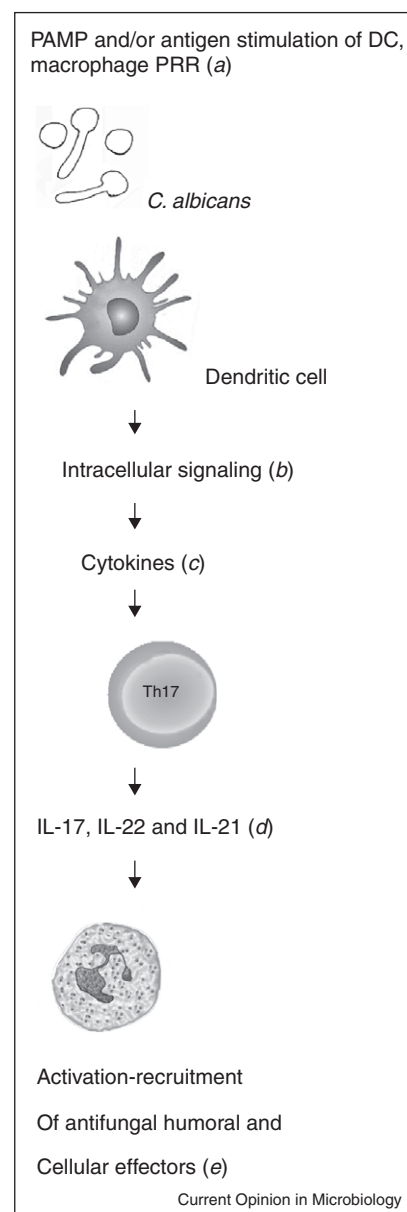 PAMP and/or antigen stimulation of DC,
macrophage PRR (a)
C. albicans
Dendritic cell
Intracellular signaling (b)
Cytokines (c)
Th17
IL-17, IL-22 and IL-21 (d)
Activation-recruitment
Of antifungal humoral and
Cellular effectors (e)
Current Opinion in Microbiology